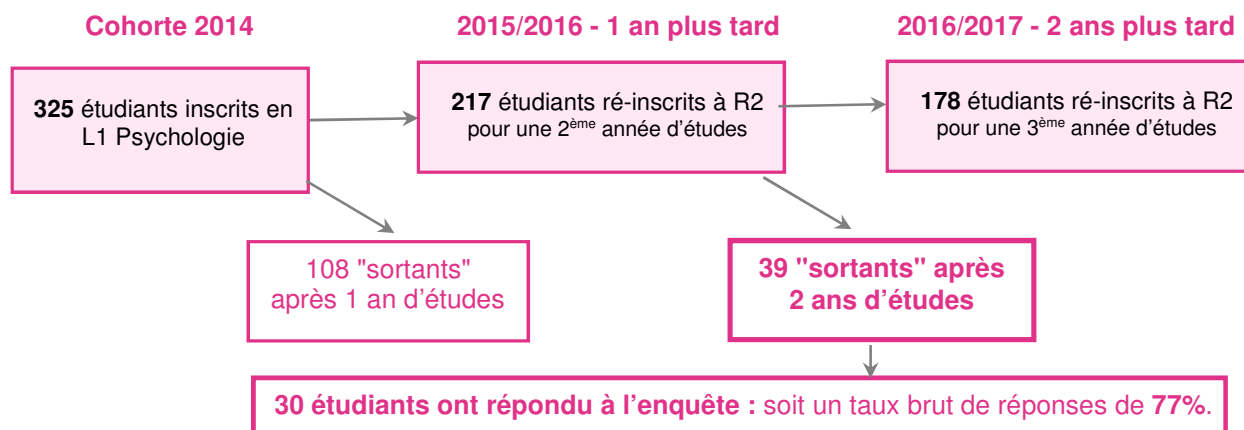 Cohorte 2014
2015/2016 - 1 an plus tard
2016/2017 - 2 ans plus tard
325 étudiants inscrits en
L1 Psychologie
217 étudiants ré-inscrits à R2
pour une 2ème année d'études
178 étudiants ré-inscrits à R2
pour une 3ème année d'études
108 "sortants"
après 1 an d'études
39 "sortants" après
2 ans d'études
30 étudiants ont répondu à l'enquête : soit un taux brut de réponses de 77%.